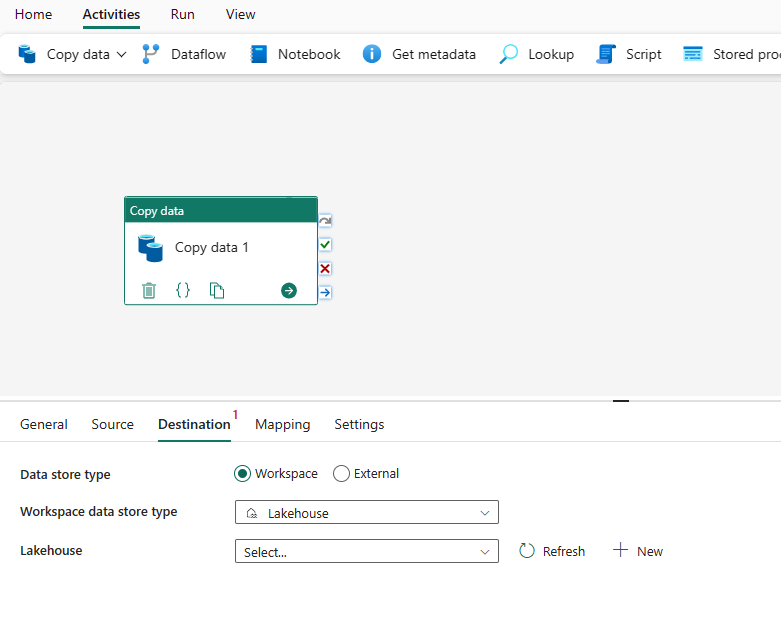 Home Activities Run View
Copy data Dataflow Notebook Get metadata Lookup Script Stored proc
Copy data
Copy data 1
General Source Destination 1 Mapping Settings
Data store type Workspace External
Workspace data store type Lakehouse
Lakehouse Select... Refresh New